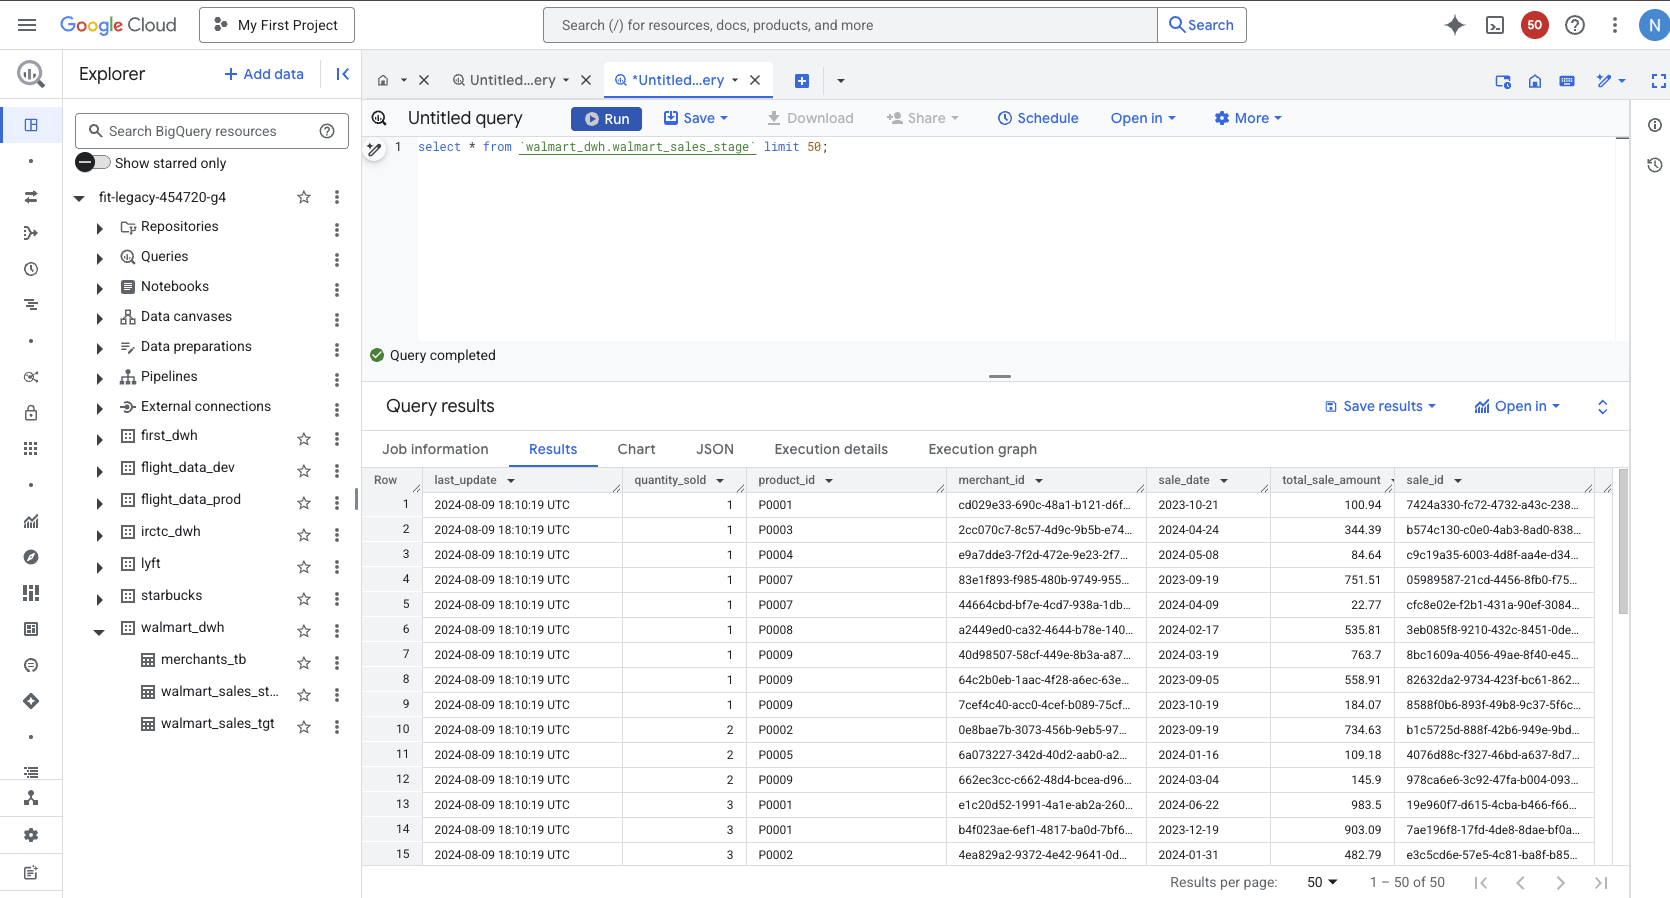 Google Cloud
My First Project
Search (/) for resources, docs, products, and more
Search
50
N
Explorer
Add data
Untitled...ery
*Untitled...ery
Untitled query
Run
Save
Download
Share
Schedule
Open in
More
Search BigQuery resources
Show starred only
1 select * from `walmart_dwh.walmart_sales_stage` limit 50;
fit-legacy-454720-g4
Repositories
Queries
Notebooks
Data canvases
Data preparations
Pipelines
External connections
first_dwh
flight_data_dev
flight_data_prod
irctc_dwh
lyft
starbucks
walmart_dwh
merchants_tb
walmart_sales_st...
walmart_sales_tgt
Query completed
Query results
Save results
Open in
Job information Results Chart JSON Execution details Execution graph
Row last_update quantity_sold product_id merchant_id sale_date total_sale_amount sale_id
1 2024-08-09 18:10:19 UTC 1 P0001 cd029e33-690c-48a1-b121-d6f... 2023-10-21 100.94 7424a330-fc72-4732-a43c-238...
2 2024-08-09 18:10:19 UTC 1 P0003 2cc070c7-8c57-4d9c-9b5b-e74... 2024-04-24 344.39 b574c130-c0e0-4ab3-8ad0-838...
3 2024-08-09 18:10:19 UTC 1 P0004 e9a7dde3-7f2d-472e-9e23-2f7... 2024-05-08 84.64 c9c19a35-6003-4d8f-aa4e-d34...
4 2024-08-09 18:10:19 UTC 1 P0007 83e1f893-f985-480b-9749-955... 2023-09-19 751.51 05989587-21cd-4456-8fb0-f75...
5 2024-08-09 18:10:19 UTC 1 P0007 44664cbd-bf7e-4cd7-938a-1db... 2024-04-09 22.77 cfc8e02e-f2b1-431a-90ef-3084...
6 2024-08-09 18:10:19 UTC 1 P0008 a2449ed0-ca32-4644-b78e-140... 2024-02-17 535.81 3eb085f8-9210-432c-8451-0de...
7 2024-08-09 18:10:19 UTC 1 P0009 40d98507-58cf-449e-8b3a-a87... 2024-03-19 763.7 8bc1609a-4056-49ae-8f40-e45...
8 2024-08-09 18:10:19 UTC 1 P0009 64c2b0eb-1aac-4f28-a6ec-63e... 2023-09-05 558.91 82632da2-9734-423f-bc61-862...
9 2024-08-09 18:10:19 UTC 1 P0009 7cef4c40-acc0-4cef-b089-75cf... 2023-10-19 184.07 8588f0b6-893f-49b8-9c37-5f6c...
10 2024-08-09 18:10:19 UTC 2 P0002 0e8bae7b-3073-456b-9eb5-97... 2023-09-19 734.63 b1c5725d-888f-42b6-949e-9bd...
11 2024-08-09 18:10:19 UTC 2 P0005 6a073227-342d-40d2-aab0-a2... 2024-01-16 109.18 4076d88c-f327-46bd-a637-8d7...
12 2024-08-09 18:10:19 UTC 2 P0009 662ec3cc-c662-48d4-bcea-d96... 2024-03-04 145.9 978ca6e6-3c92-47fa-b004-093...
13 2024-08-09 18:10:19 UTC 3 P0001 e1c20d52-1991-4a1e-ab2a-260... 2024-06-22 983.5 19e960f7-d615-4cba-b466-f66...
14 2024-08-09 18:10:19 UTC 3 P0001 b4f023ae-6ef1-4817-ba0d-7bf6... 2023-12-19 903.09 7ae196f8-17fd-4de8-8dae-bf0a...
15 2024-08-09 18:10:19 UTC 3 P0002 4ea829a2-9372-4e42-9641-0d... 2024-01-31 482.79 e3c5cd6e-57e5-4c81-ba8f-b85...
Results per page: 50 1 – 50 of 50